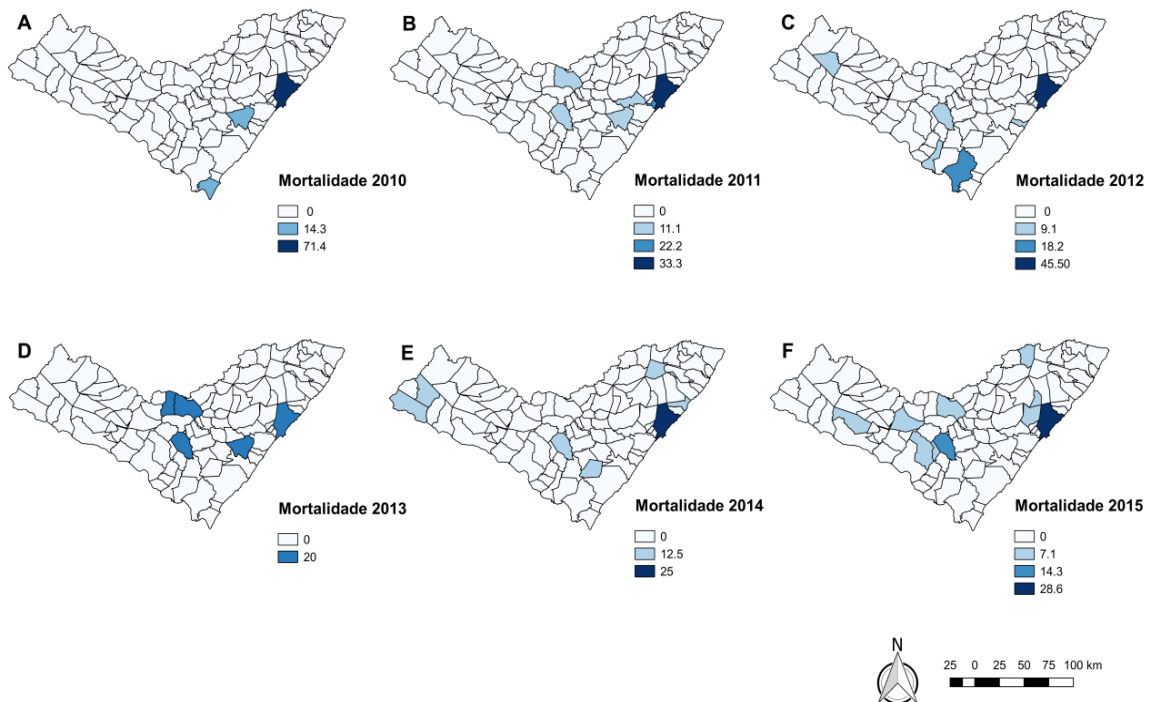 A
B
C
Mortalidade 2010
0
14.3
71.4
Mortalidade 2011
0
11.1
22.2
33.3
Mortalidade 2012
0
9.1
18.2
45.50
D
E
F
Mortalidade 2013
0
20
Mortalidade 2014
0
12.5
25
Mortalidade 2015
0
7.1
14.3
28.6
N
25 0 25 50 75 100 km